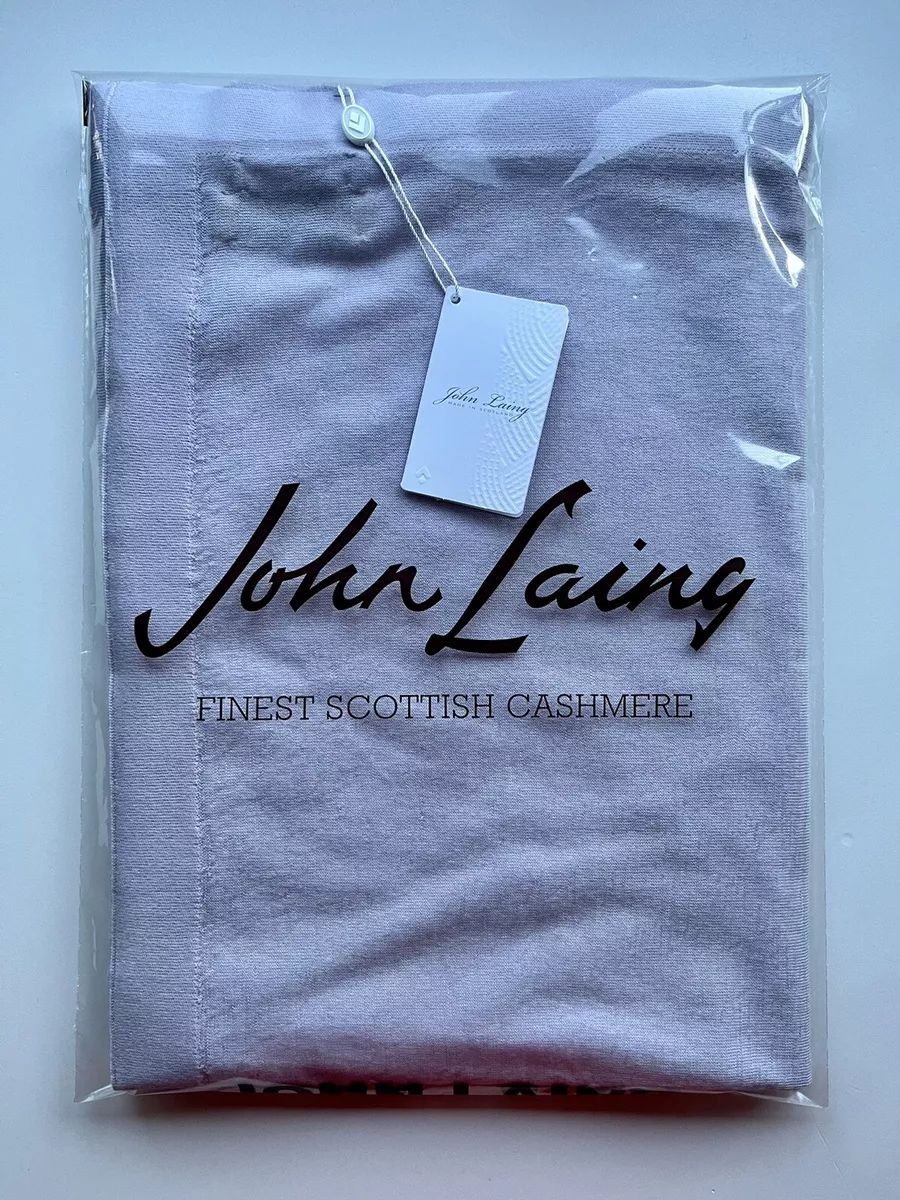 John Laing
MADE IN SCOTLAND
John Laing
FINEST SCOTTISH CASHMERE